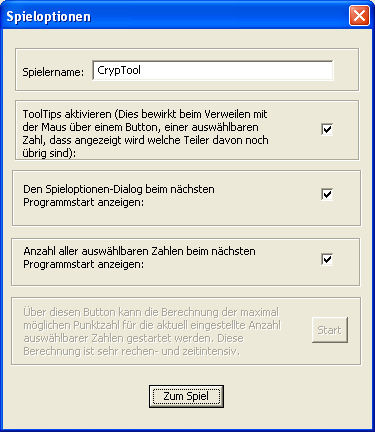 Spieloptionen
Spielername: CrypTool
ToolTips aktivieren (Dies bewirkt beim Verweilen mit
der Maus über einem Button, einer auswählbaren
Zahl, dass angezeigt wird welche Teiler davon noch
übrig sind):
Den Spieloptionen-Dialog beim nächsten
Programmstart anzeigen:
Anzahl aller auswählbaren Zahlen beim nächsten
Programmstart anzeigen:
Über diesen Button kann die Berechnung der maximal
möglichen Punktzahl für die aktuell eingestellte Anzahl
auswählbarer Zahlen gestartet werden. Diese
Berechnung ist sehr rechen- und zeitintensiv.
Start
Zum Spiel